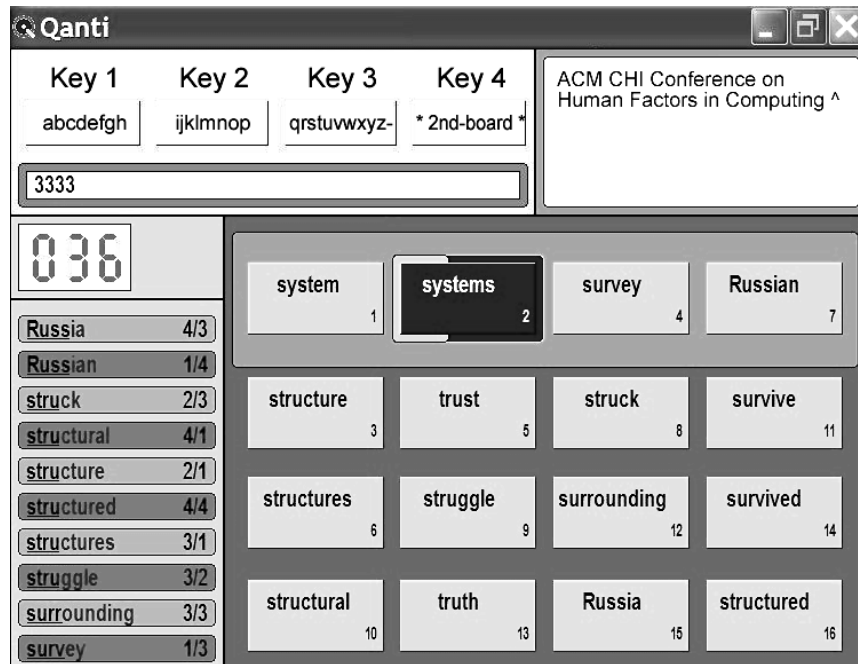 Qanti
Key 1 Key 2 Key 3 Key 4
abcdefgh ijklmnop qrstuvwxyz- * 2nd-board *
3333
ACM CHI Conference on
Human Factors in Computing ^
036
Russia 4/3
Russian 1/4
struck 2/3
structural 4/1
structure 2/1
structured 4/4
structures 3/1
struggle 3/2
surrounding 3/3
survey 1/3
system 1 systems 2 survey 4 Russian 7
structure 3 trust 5 struck 8 survive 11
structures 6 struggle 9 surrounding 12 survived 14
structural 10 truth 13 Russia 15 structured 16